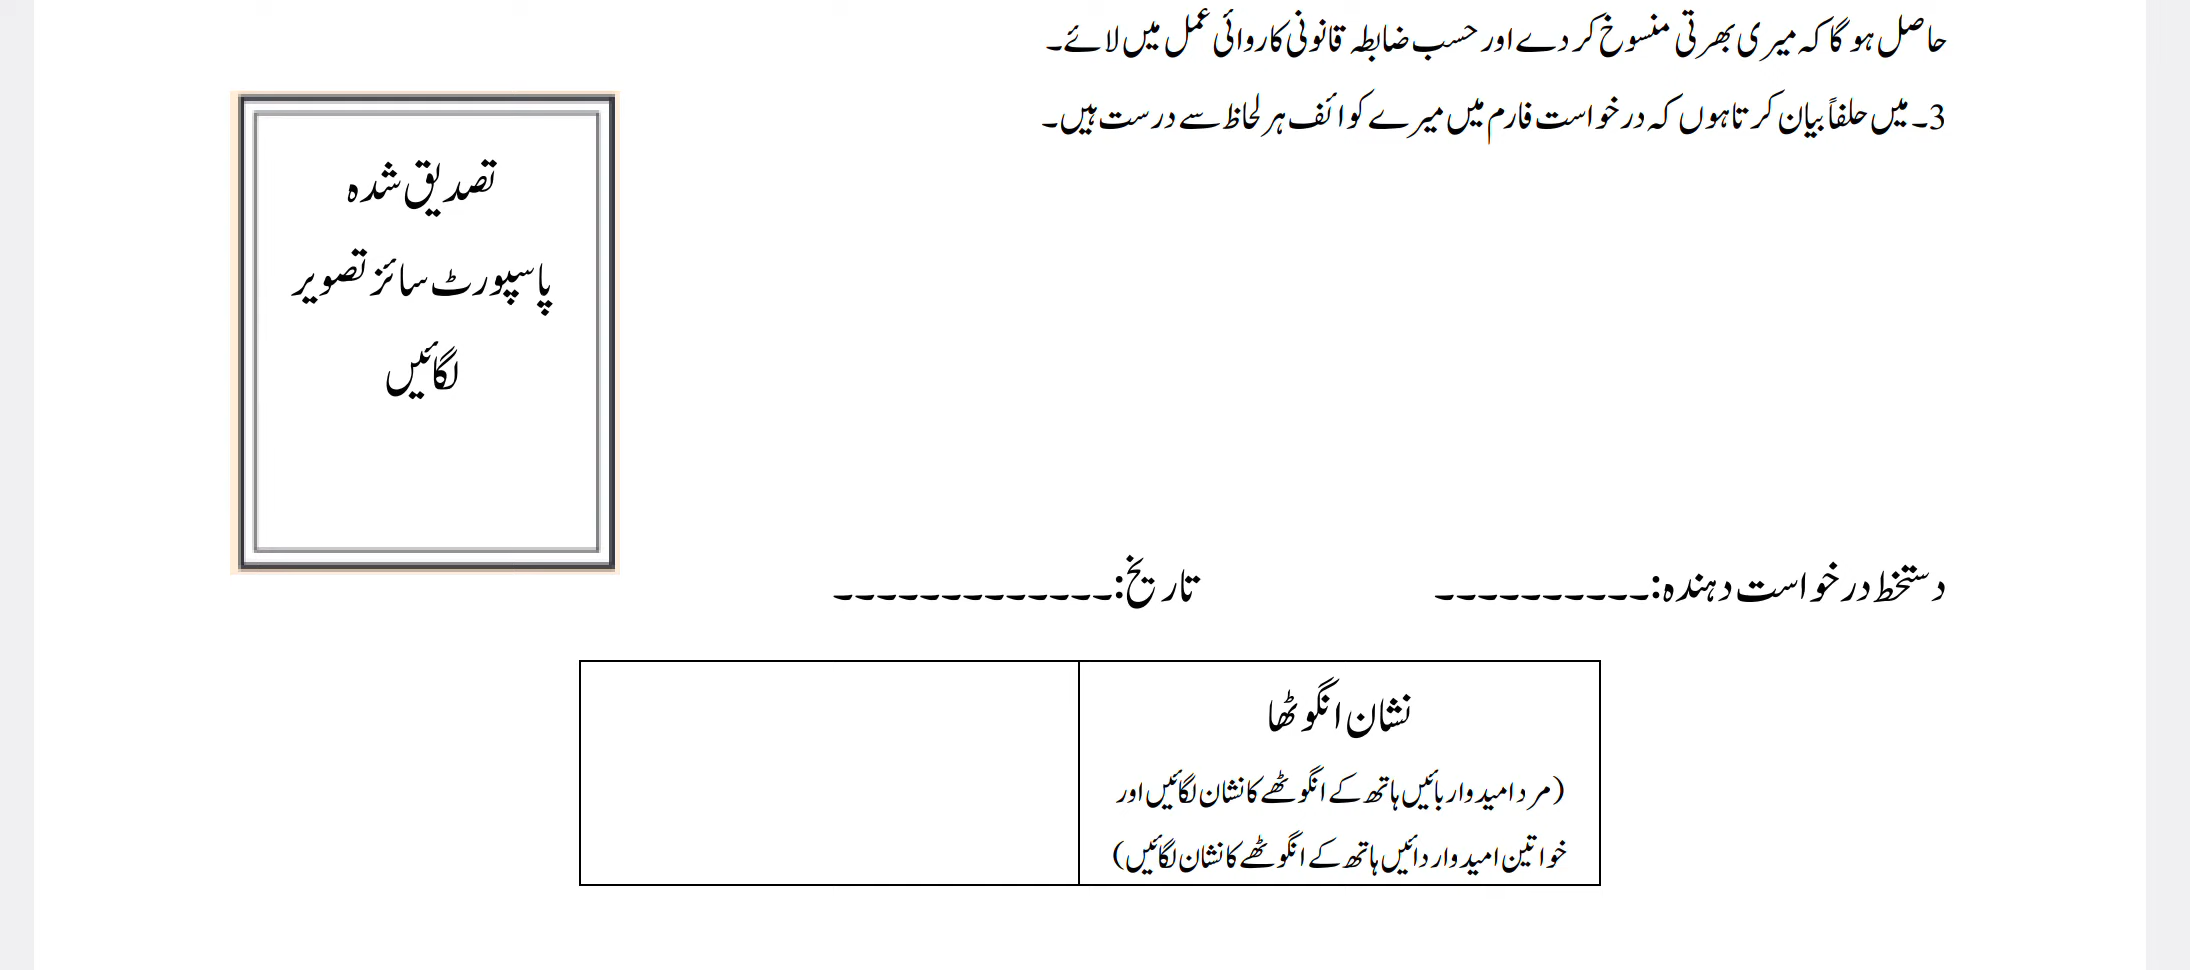 حاصل ہو گا کہ میری بھرتی منسوخ کر دے اور حسب ضابطہ قانونی کاروائی عمل میں لائے۔
3۔ میں حلفاً بیان کرتا ہوں کہ درخواست فارم میں میرے کوائف ہر لحاظ سے درست ہیں۔
تصدیق شدہ
پاسپورٹ سائز تصویر
لگائیں
دستخط درخواست دہندہ:۔۔۔۔۔۔۔۔۔۔ تاریخ:۔۔۔۔۔۔۔۔۔۔۔۔۔
نشان انگوٹھا
(مرد امیدوار بائیں ہاتھ کے انگوٹھے کا نشان لگائیں اور
خواتین امیدوار دائیں ہاتھ کے انگوٹھے کا نشان لگائیں)